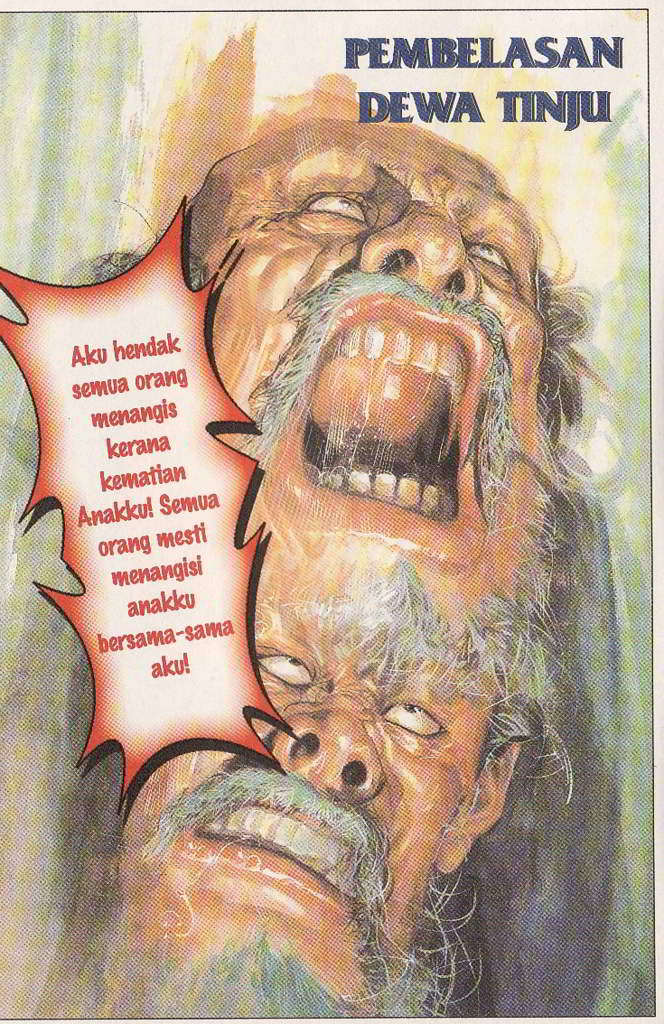 PEMBELASAN
DEWA TINJU
Aku hendak
semua orang
menangis
kerana
kematian
Anakku! Semua
orang mesti
menangisi
anakku
bersama-sama
aku!